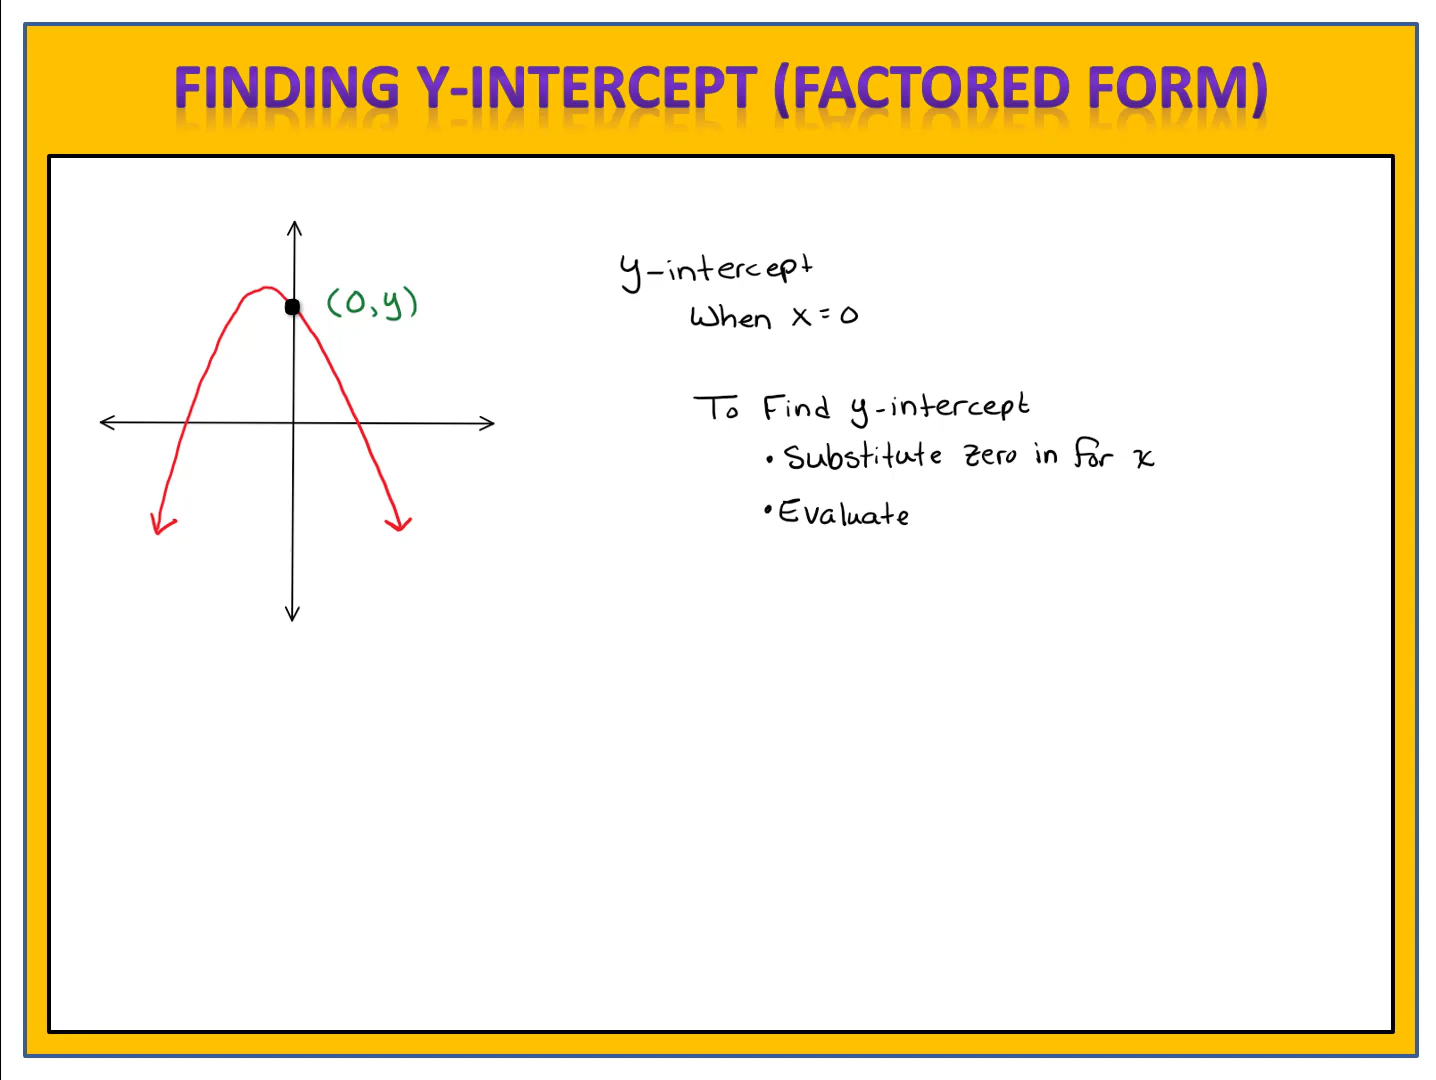 FINDING Y-INTERCEPT (FACTORED FORM)
(0,y)
y-intercept
When x=0
To Find y-intercept
• Substitute zero in for x
• Evaluate